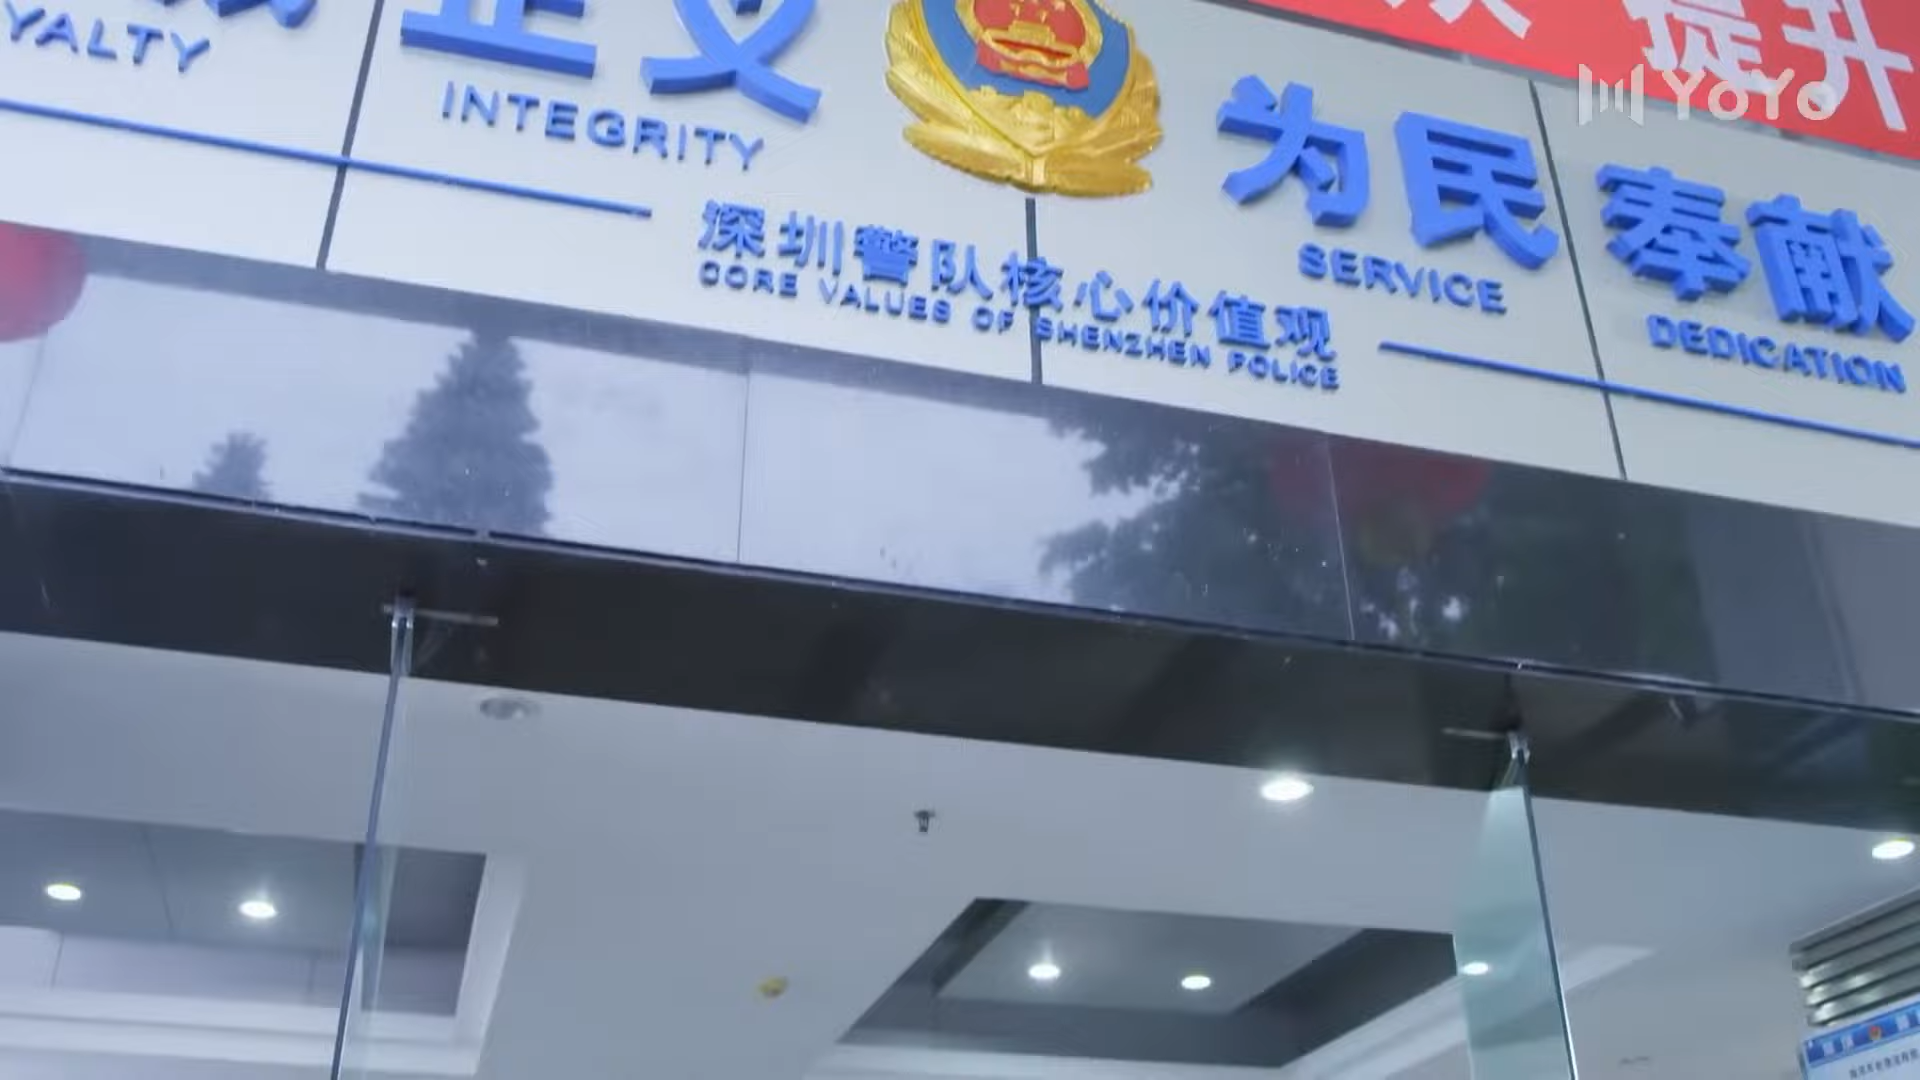 YALTY
正义
INTEGRITY
为民
SERVICE
奉献
DEDICATION
深圳警队核心价值观
CORE VALUES OF SHENZHEN POLICE
提升
YOYO